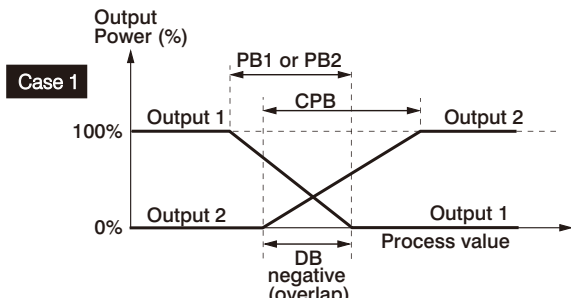 Output
Power (%)
PB1 or PB2
Case 1
CPB
Output 1
Output 2
100%
0%
Output 2
Output 1
Process value
DB
negative
(overlap)